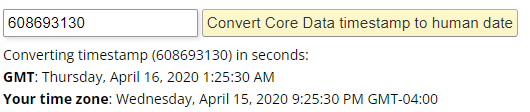 608693130 Convert Core Data timestamp to human date
Converting timestamp (608693130) in seconds:
GMT: Thursday, April 16, 2020 1:25:30 AM
Your time zone: Wednesday, April 15, 2020 9:25:30 PM GMT-04:00